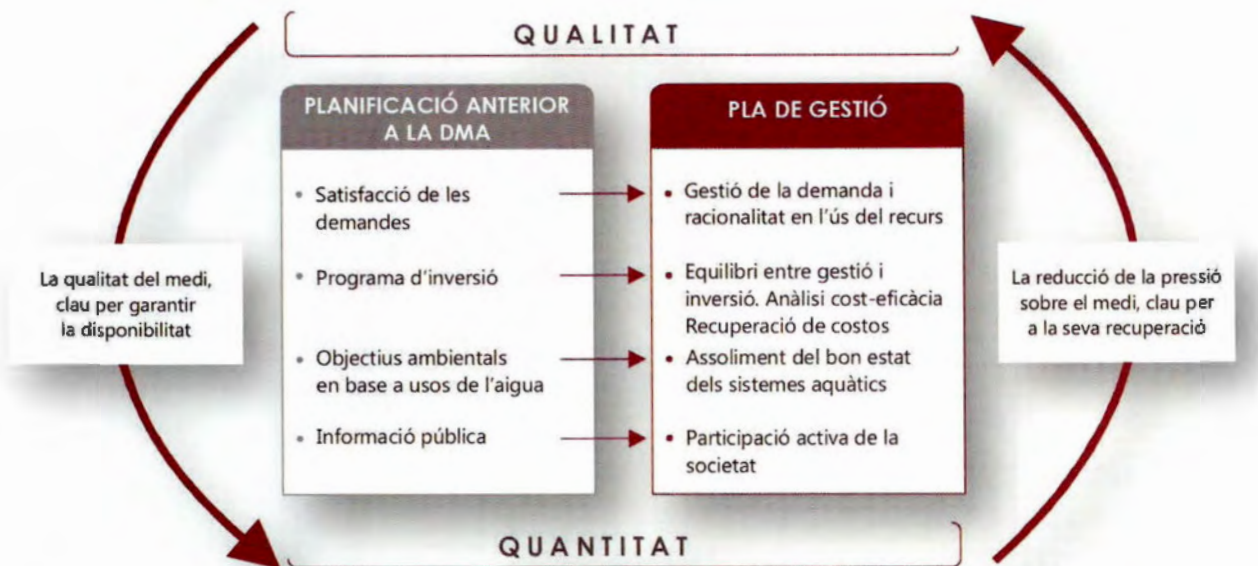 QUALITAT
PLANIFICACIÓ ANTERIOR
A LA DMA
• Satisfacció de les
demandes
• Programa d'inversió
• Objectius ambientals
en base a usos de l'aigua
• Informació pública
PLA DE GESTIÓ
• Gestió de la demanda i
racionalitat en l'ús del recurs
• Equilibri entre gestió i
inversió. Anàlisi cost-eficàcia
Recuperació de costos
• Assoliment del bon estat
dels sistemes aquàtics
• Participació activa de la
societat
La qualitat del medi,
clau per garantir
la disponibilitat
La reducció de la pressió
sobre el medi, clau per
a la seva recuperació
QUANTITAT